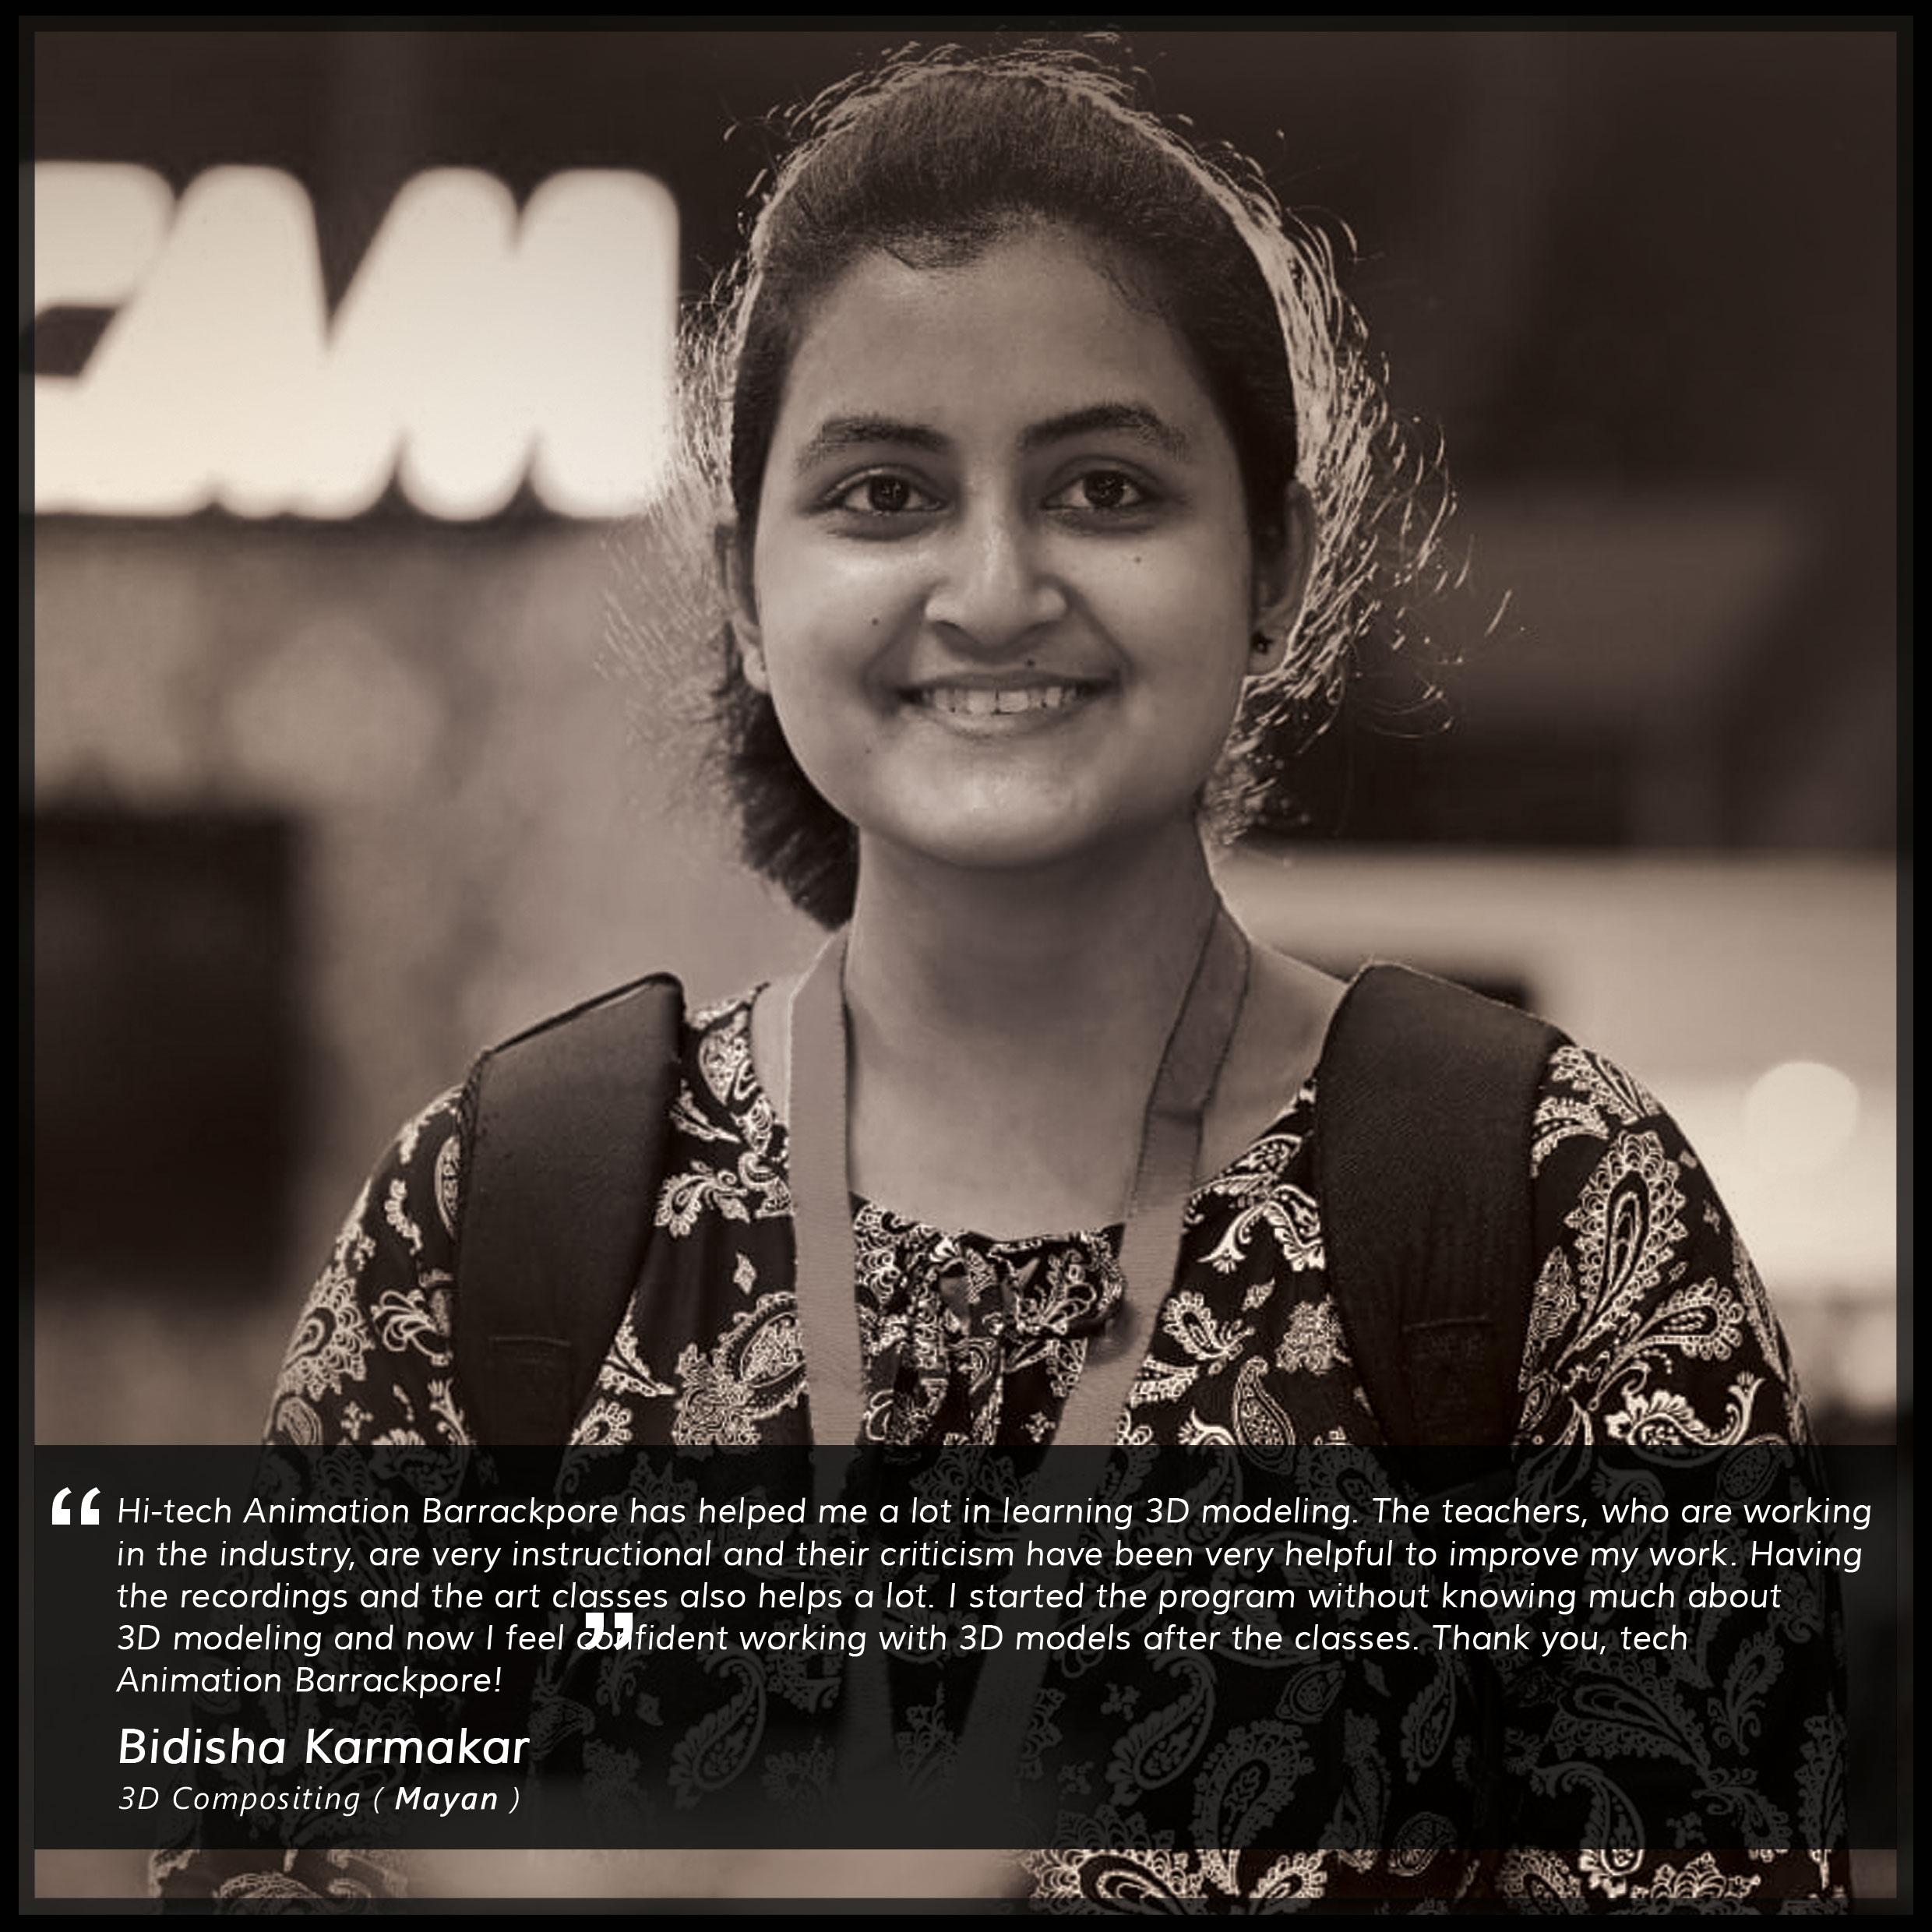 “ Hi-tech Animation Barrackpore has helped me a lot in learning 3D modeling. The teachers, who are working
in the industry, are very instructional and their criticism have been very helpful to improve my work. Having
the recordings and the art classes also helps a lot. I started the program without knowing much about
3D modeling and now I feel confident working with 3D models after the classes. Thank you, tech
Animation Barrackpore! ”
Bidisha Karmakar
3D Compositing ( Mayan )